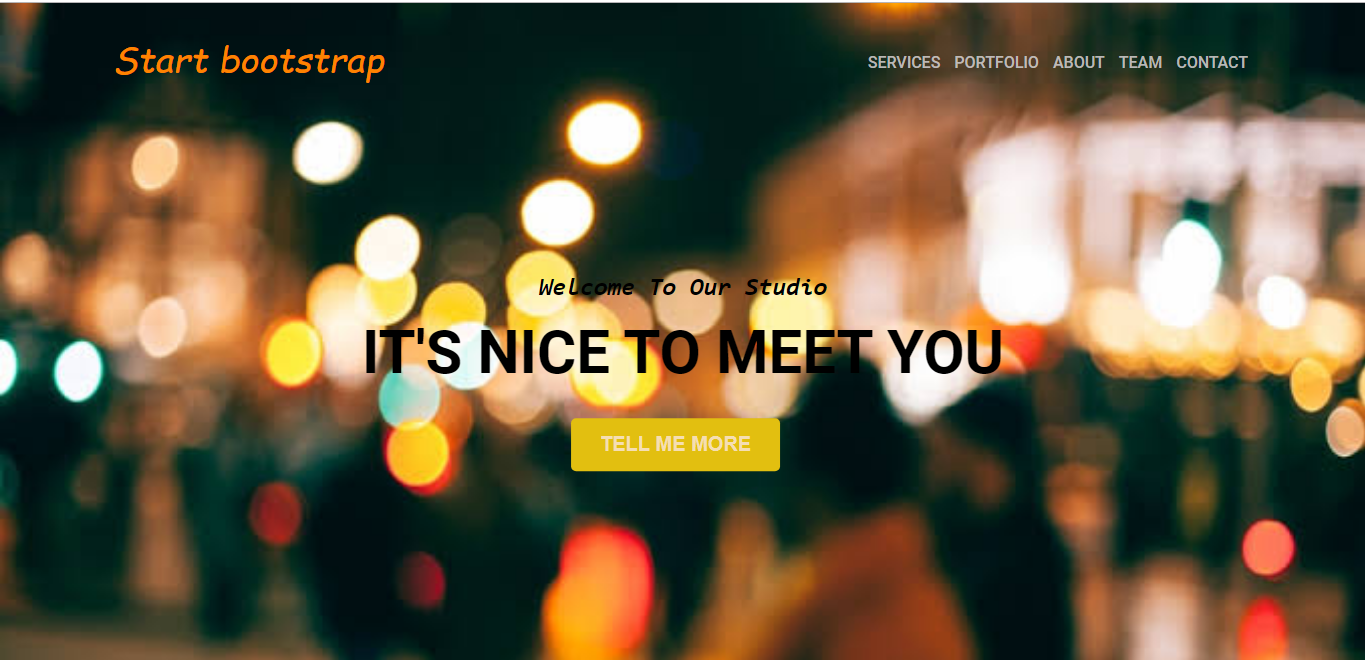 Start bootstrap
SERVICES PORTFOLIO ABOUT TEAM CONTACT
Welcome To Our Studio
IT'S NICE TO MEET YOU
TELL ME MORE